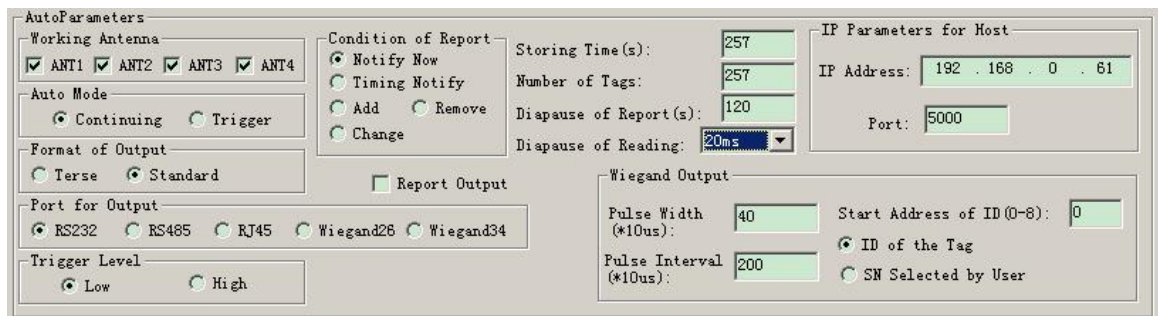 AutoParameters
Working Antenna
ANT1 ANT2 ANT3 ANT4
Auto Mode
Continuing Trigger
Format of Output
Terse Standard
Port for Output
RS232 RS485 RJ45 Wiegand26 Wiegand34
Trigger Level
Low High
Condition of Report
Notify Now
Timing Notify
Add Remove
Change
Report Output
Storing Time(s): 257
Number of Tags: 257
Diapause of Report(s): 120
Diapause of Reading: 20ms
IP Parameters for Host
IP Address: 192 . 168 . 0 . 61
Port: 5000
Wiegand Output
Pulse Width
(*10us): 40
Pulse Interval
(*10us): 200
Start Address of ID(0-8): 0
ID of the Tag
SN Selected by User